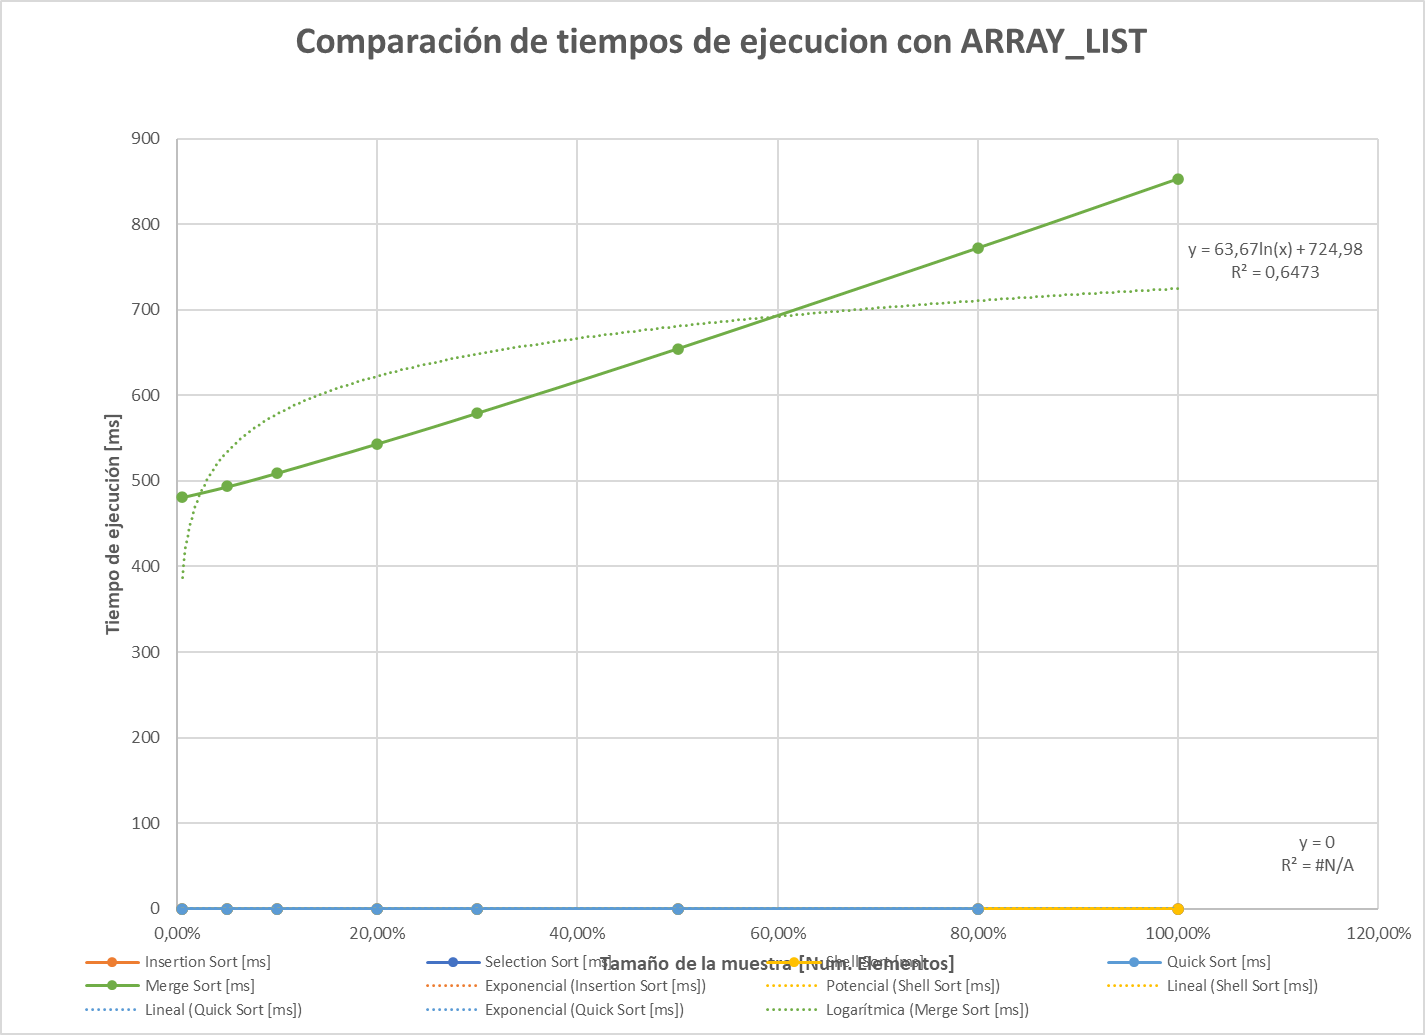 Comparación de tiempos de ejecucion con ARRAY_LIST
900
800
y = 63,67ln(x) + 724,98
R² = 0,6473
700
600
500
400
300
200
100
0
Tiempo de ejecución [ms]
y = 0
R² = #N/A
0,00% 20,00% 40,00% 60,00% 80,00% 100,00% 120,00%
Tamaño de la muestra [Num. Elementos]
Insertion Sort [ms] Selection Sort [ms] Shell Sort [ms] Quick Sort [ms]
Merge Sort [ms] Exponencial (Insertion Sort [ms]) Potencial (Shell Sort [ms]) Lineal (Shell Sort [ms])
Lineal (Quick Sort [ms]) Exponencial (Quick Sort [ms]) Logarítmica (Merge Sort [ms])